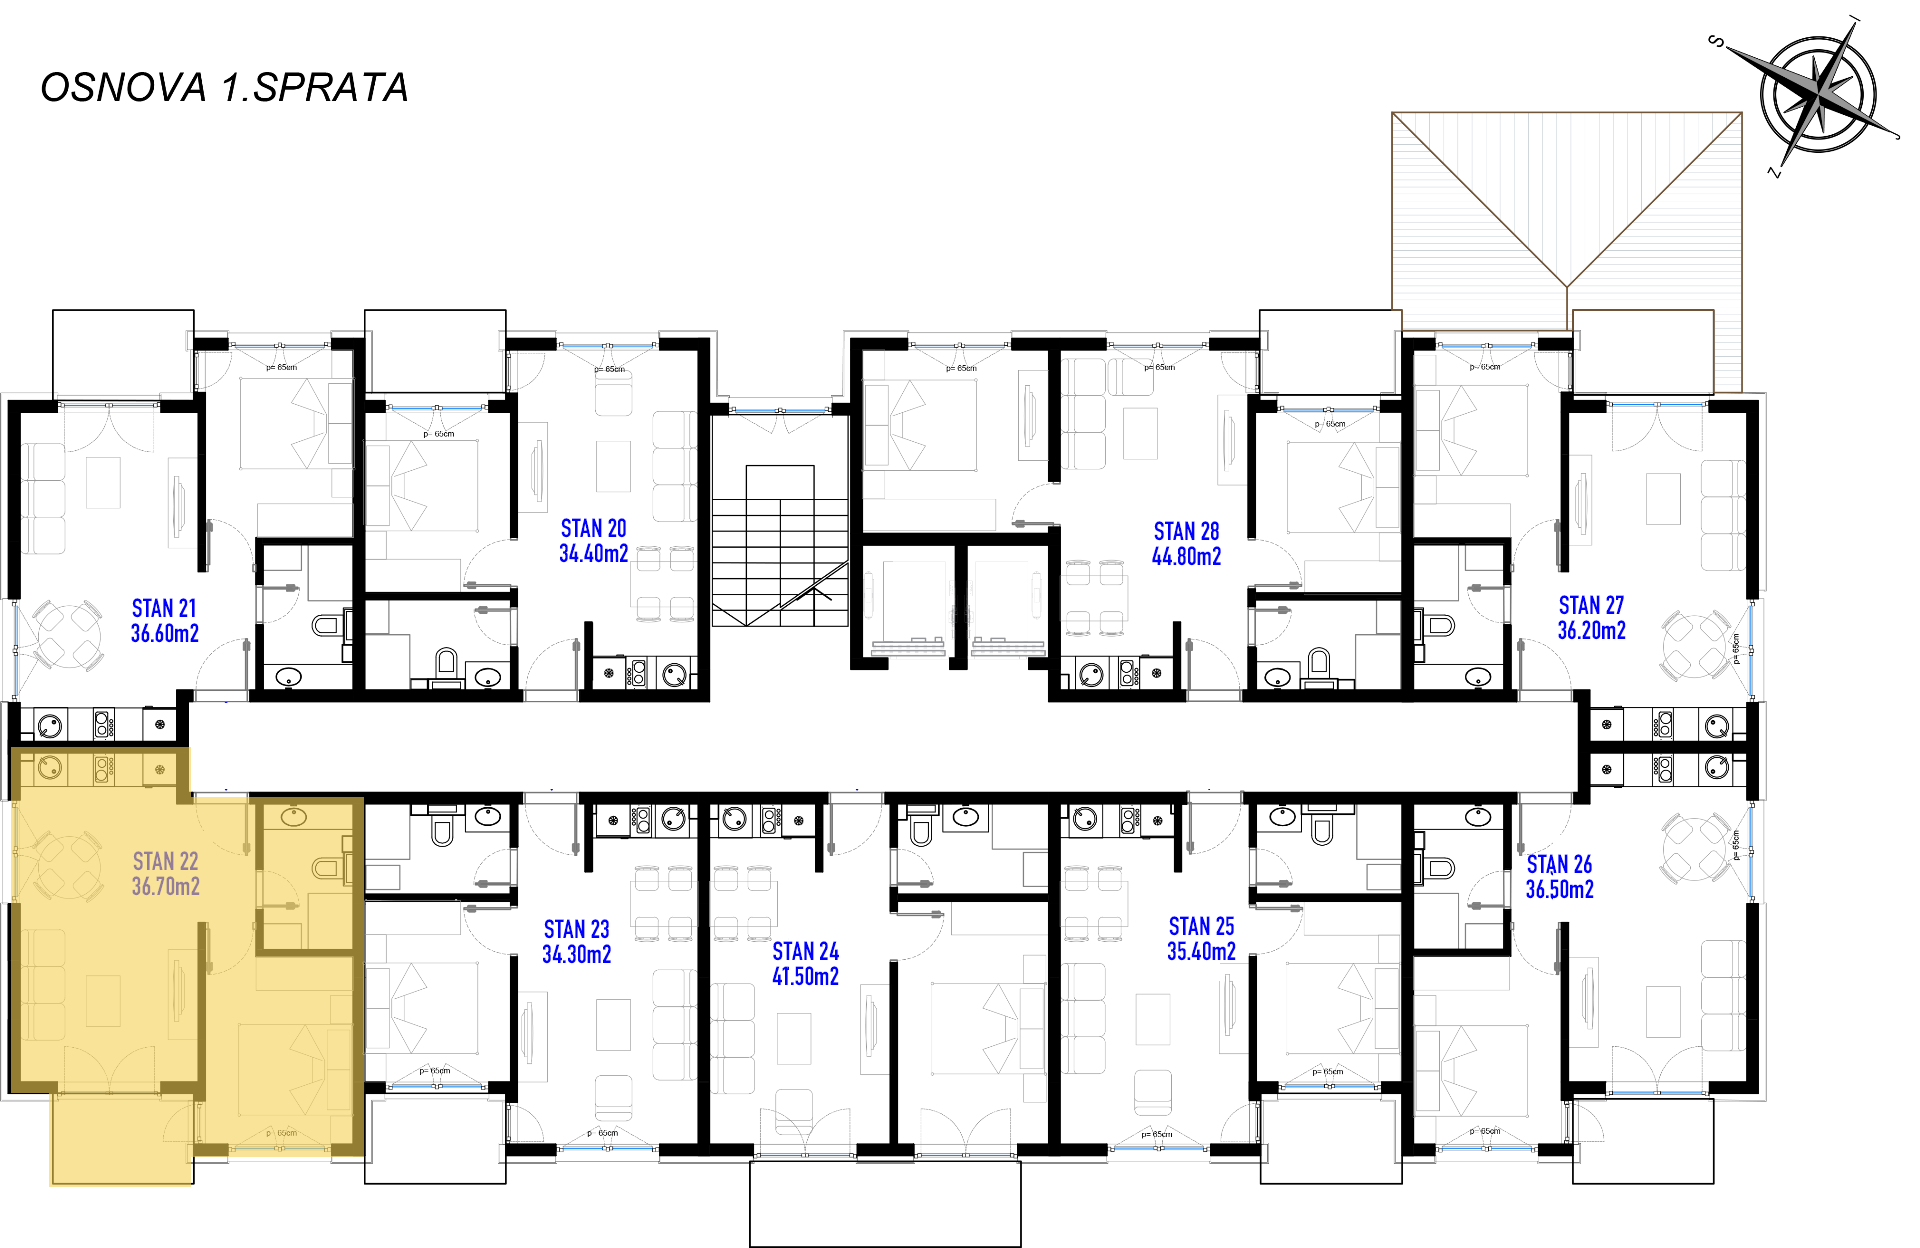 OSNOVA 1.SPRATA
I
S
J
Z
p= 65cm
p= 65cm
p= 65cm
p= 65cm
p= 65cm
p= 65cm
p= 65cm
p= 65cm
STAN 20
34.40m2
STAN 28
44.80m2
STAN 21
36.60m2
STAN 27
36.20m2
p= 65cm
STAN 22
36.70m2
STAN 26
36.50m2
p= 65cm
STAN 23
34.30m2
STAN 24
41.50m2
STAN 25
35.40m2
p= 65cm
p= 65cm
p= 65cm
p= 65cm
p= 65cm
p= 65cm